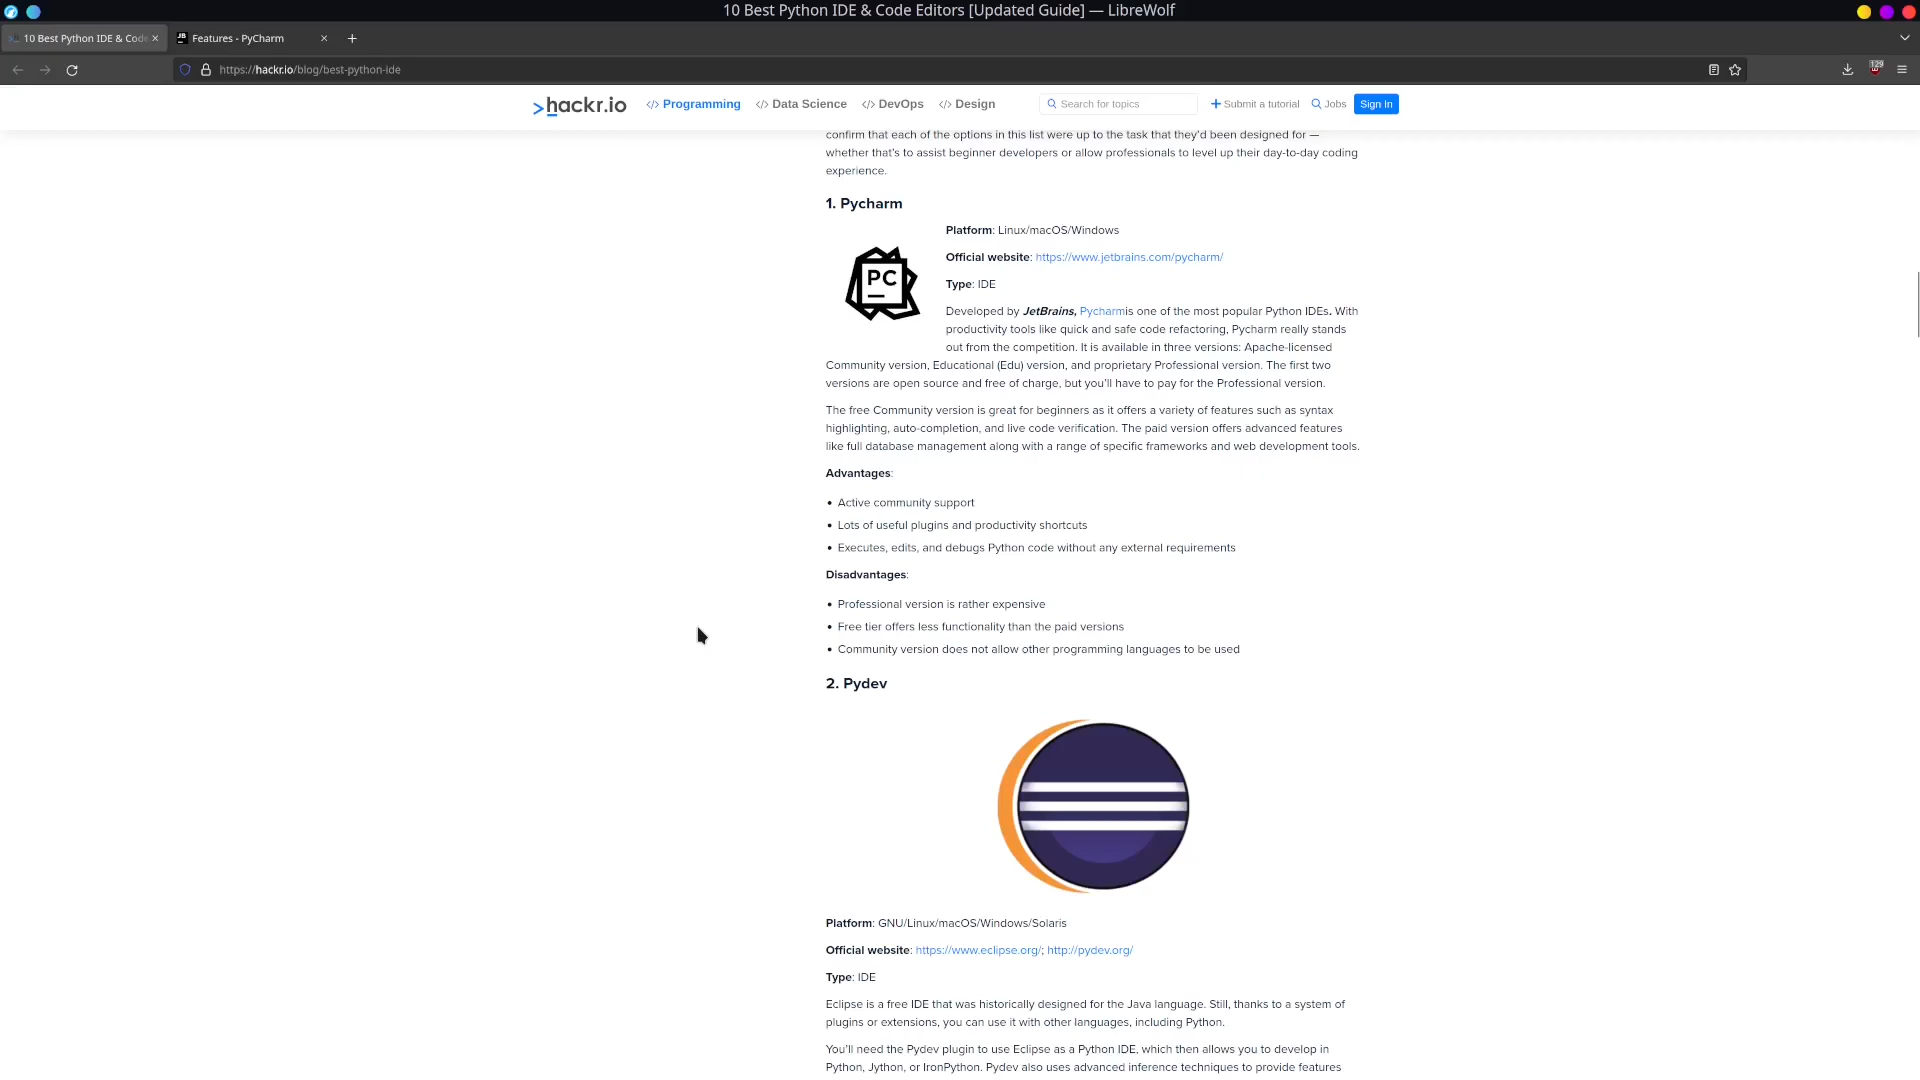 10 Best Python IDE & Code Editors [Updated Guide] — LibreWolf
10 Best Python IDE & Code
Features - PyCharm
https://hackr.io/blog/best-python-ide
129
hackr.io
</> Programming
</> Data Science
</> DevOps
</> Design
Search for topics
Submit a tutorial
Jobs
Sign In
confirm that each of the options in this list were up to the task that they'd been designed for —
whether that's to assist beginner developers or allow professionals to level up their day-to-day coding
experience.
1. Pycharm
PC
Platform: Linux/macOS/Windows
Official website: https://www.jetbrains.com/pycharm/
Type: IDE
Developed by JetBrains, Pycharmis one of the most popular Python IDEs. With
productivity tools like quick and safe code refactoring, Pycharm really stands
out from the competition. It is available in three versions: Apache-licensed
Community version, Educational (Edu) version, and proprietary Professional version. The first two
versions are open source and free of charge, but you'll have to pay for the Professional version.
The free Community version is great for beginners as it offers a variety of features such as syntax
highlighting, auto-completion, and live code verification. The paid version offers advanced features
like full database management along with a range of specific frameworks and web development tools.
Advantages:
• Active community support
• Lots of useful plugins and productivity shortcuts
• Executes, edits, and debugs Python code without any external requirements
Disadvantages:
• Professional version is rather expensive
• Free tier offers less functionality than the paid versions
• Community version does not allow other programming languages to be used
2. Pydev
Platform: GNU/Linux/macOS/Windows/Solaris
Official website: https://www.eclipse.org/; http://pydev.org/
Type: IDE
Eclipse is a free IDE that was historically designed for the Java language. Still, thanks to a system of
plugins or extensions, you can use it with other languages, including Python.
You'll need the Pydev plugin to use Eclipse as a Python IDE, which then allows you to develop in
Python, Jython, or IronPython. Pydev also uses advanced inference techniques to provide features